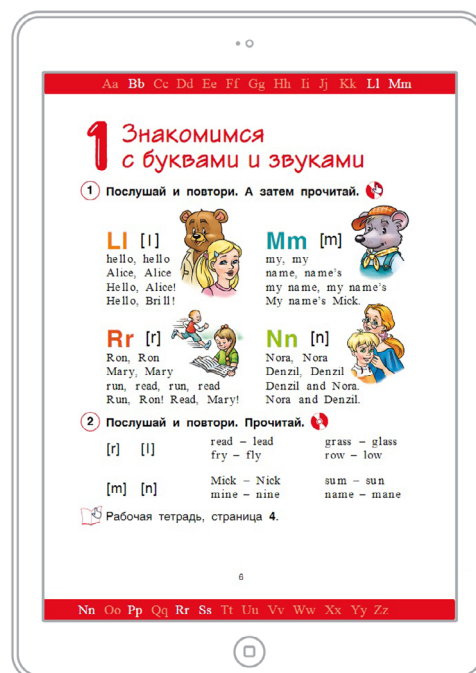 Aa Bb Cc Dd Ee Ff Gg Hh Ii Jj Kk Ll Mm
1 Знакомимся
с буквами и звуками
1 Послушай и повтори. А затем прочитай.
Ll [l]
hello, hello
Alice, Alice
Hello, Alice!
Hello, Brill!
Mm [m]
my, my
name, name's
my name, my name's
My name's Mick.
Rr [r]
Ron, Ron
Mary, Mary
run, read, run, read
Run, Ron! Read, Mary!
Nn [n]
Nora, Nora
Denzil, Denzil
Denzil and Nora.
Nora and Denzil.
2 Послушай и повтори. Прочитай.
[r] [l] read – lead grass – glass
fry – fly row – low
[m] [n] Mick – Nick sum – sun
mine – nine name – mane
Рабочая тетрадь, страница 4.
6
Nn Oo Pp Qq Rr Ss Tt Uu Vv Ww Xx Yy Zz